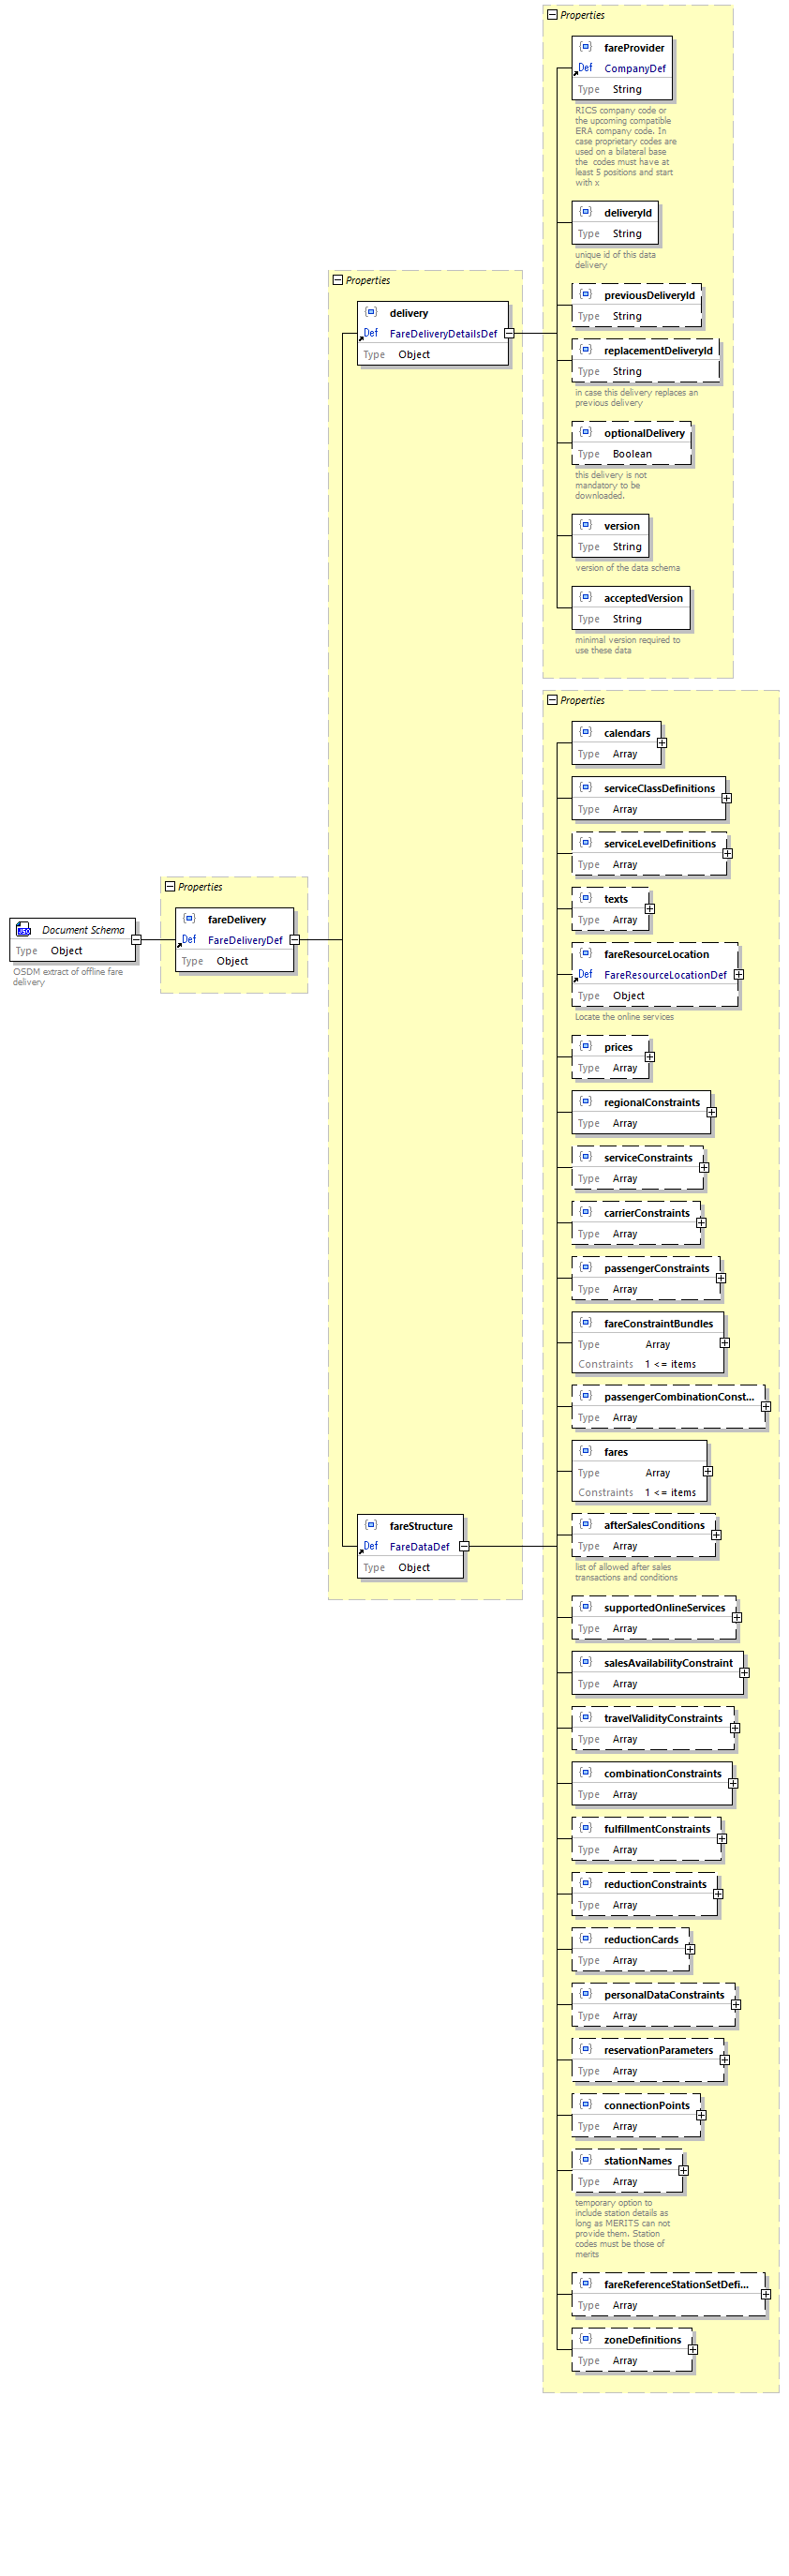 Properties
fareProvider
Def CompanyDef
Type String
RICS company code or
the upcoming compatible
ERA company code. In
case proprietary codes are
used on a bilateral base
the codes must have at
least 5 positions and start
with x
deliveryId
Type String
unique id of this data
delivery
previousDeliveryId
Type String
replacementDeliveryId
Type String
in case this delivery replaces an
previous delivery
optionalDelivery
Type Boolean
this delivery is not
mandatory to be
downloaded.
version
Type String
version of the data schema
acceptedVersion
Type String
minimal version required to
use these data
Properties
delivery
Def FareDeliveryDetailsDef
Type Object
Properties
calendars
Type Array
serviceClassDefinitions
Type Array
serviceLevelDefinitions
Type Array
texts
Type Array
fareResourceLocation
Def FareResourceLocationDef
Type Object
Locate the online services
Properties
fareDelivery
Def FareDeliveryDef
Type Object
Document Schema
Type Object
OSDM extract of offline fare
delivery
prices
Type Array
regionalConstraints
Type Array
serviceConstraints
Type Array
carrierConstraints
Type Array
passengerConstraints
Type Array
fareConstraintBundles
Type Array
Constraints 1 <= items
passengerCombinationConst...
Type Array
fares
Type Array
Constraints 1 <= items
fareStructure
Def FareDataDef
Type Object
afterSalesConditions
Type Array
list of allowed after sales
transactions and conditions
supportedOnlineServices
Type Array
salesAvailabilityConstraint
Type Array
travelValidityConstraints
Type Array
combinationConstraints
Type Array
fulfillmentConstraints
Type Array
reductionConstraints
Type Array
reductionCards
Type Array
personalDataConstraints
Type Array
reservationParameters
Type Array
connectionPoints
Type Array
stationNames
Type Array
temporary option to
include station details as
long as MERITS can not
provide them. Station
codes must be those of
merits
fareReferenceStationSetDefi...
Type Array
zoneDefinitions
Type Array